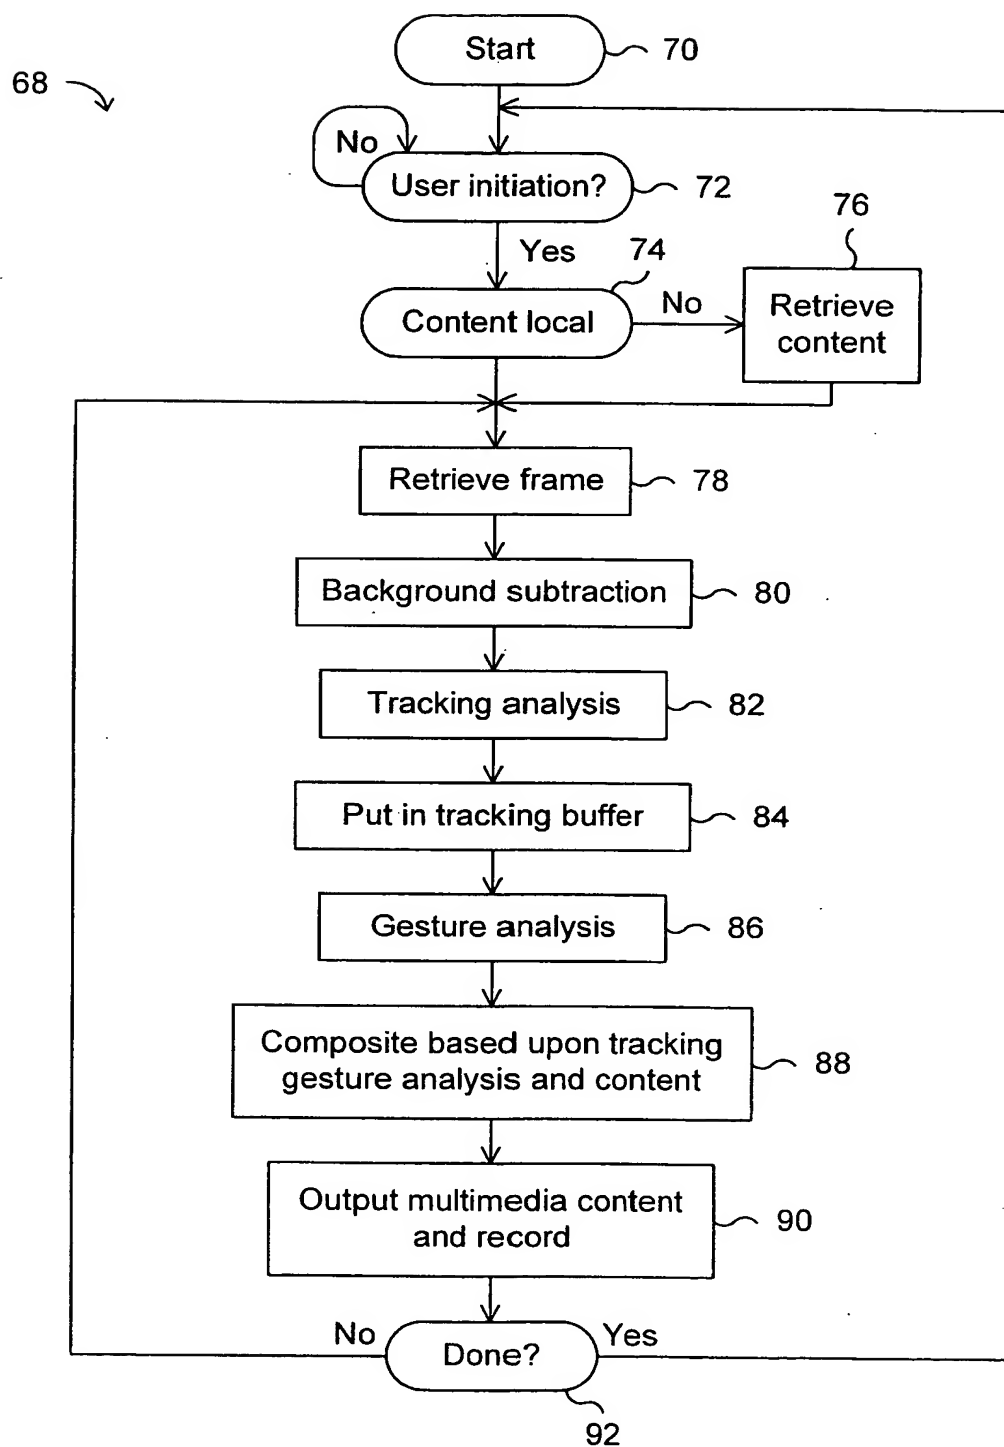 Start
70
68
No
User initiation?
72
Yes
74
76
Content local
No
Retrieve
content
Retrieve frame
78
Background subtraction
80
Tracking analysis
82
Put in tracking buffer
84
Gesture analysis
86
Composite based upon tracking
gesture analysis and content
88
Output multimedia content
and record
90
No
Done?
Yes
92